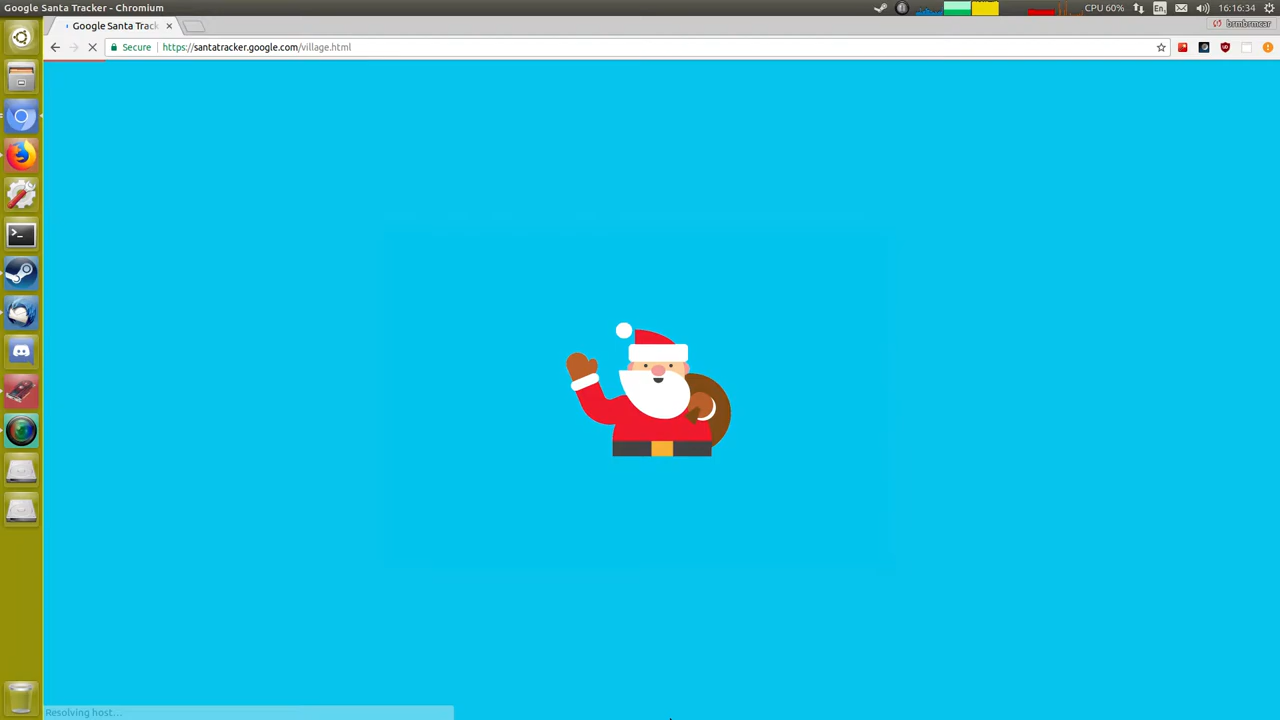 Google Santa Tracker - Chromium
CPU 60%
En
16:16:34
Google Santa Track
brmbrmcar
Secure
https://santatracker.google.com/village.html
Resolving host...